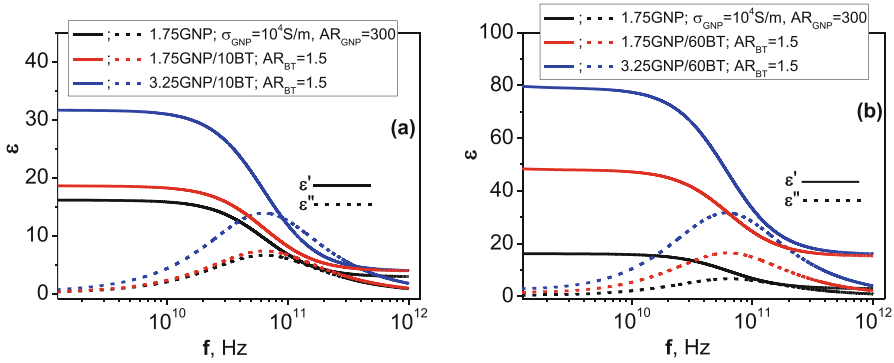 ; 1.75GNP; σGNP=10⁴S/m, ARGNP=300
; 1.75GNP/10BT; ARBT=1.5
; 3.25GNP/10BT; ARBT=1.5
(a)
ε'
ε''
ε
40
30
20
10
0
10¹⁰
10¹¹
10¹²
f, Hz
; 1.75GNP; σGNP=10⁴S/m, ARGNP=300
; 1.75GNP/60BT; ARBT=1.5
; 3.25GNP/60BT; ARBT=1.5
(b)
ε'
ε''
ε
100
80
60
40
20
0
10¹⁰
10¹¹
10¹²
f, Hz